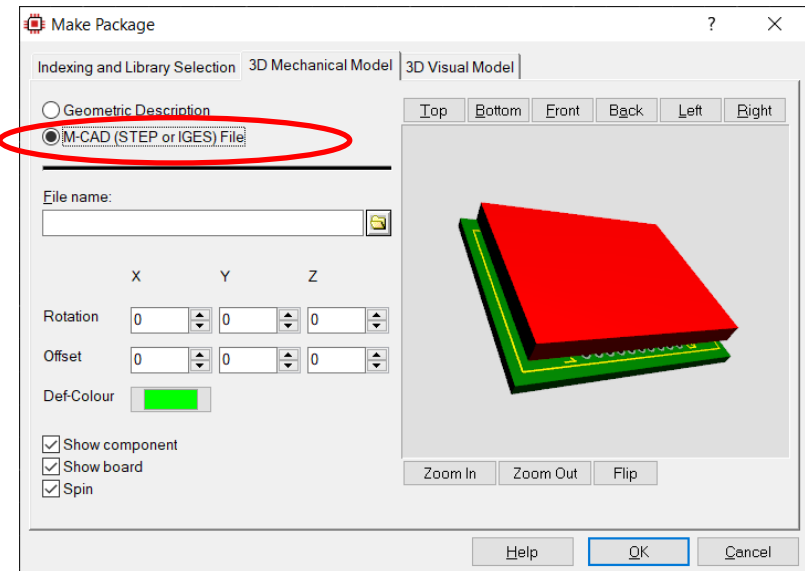 Make Package ?
Indexing and Library Selection 3D Mechanical Model 3D Visual Model
Geometric Description
M-CAD (STEP or IGES) File
File name:
X Y Z
Rotation 0 0 0
Offset 0 0 0
Def-Colour
Show component
Show board
Spin
Top Bottom Front Back Left Right
Zoom In Zoom Out Flip
Help OK Cancel